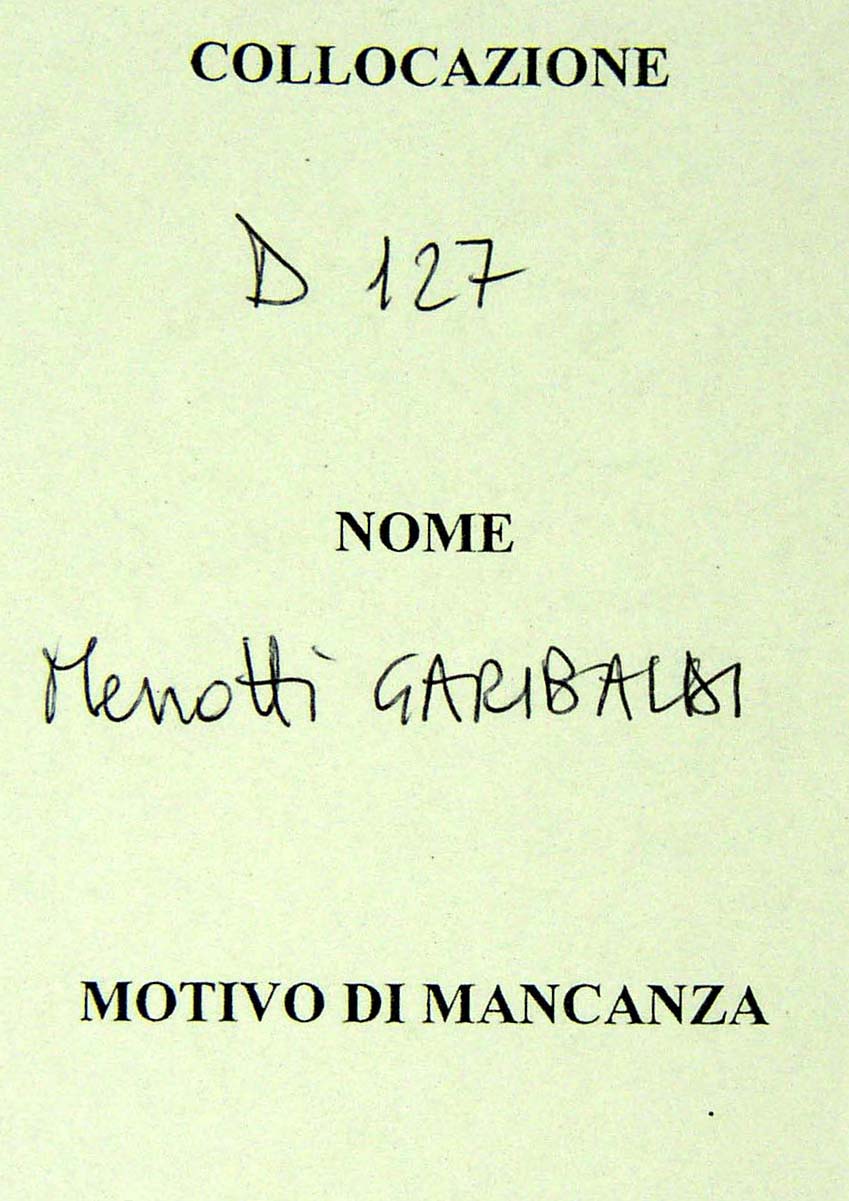 COLLOCAZIONE
D 127
NOME
Menotti GARIBALDI
MOTIVO DI MANCANZA